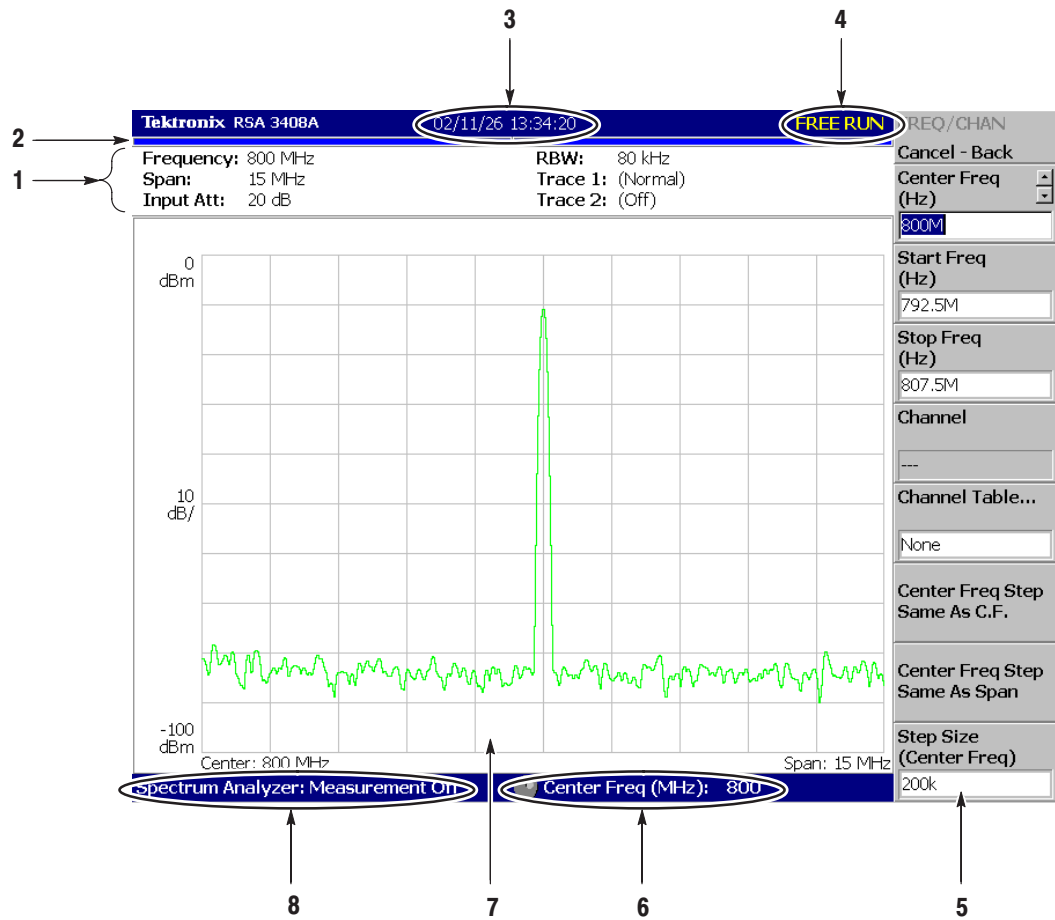 3
4
Tektronix RSA 3408A 02/11/26 13:34:20 FREE RUN
FREQ/CHAN
2
1
Frequency: 800 MHz
Span: 15 MHz
Input Att: 20 dB
RBW: 80 kHz
Trace 1: (Normal)
Trace 2: (Off)
Cancel - Back
Center Freq
(Hz)
800M
Start Freq
(Hz)
792.5M
Stop Freq
(Hz)
807.5M
Channel
---
Channel Table...
None
Center Freq Step
Same As C.F.
Center Freq Step
Same As Span
Step Size
(Center Freq)
200k
0
dBm
10
dB/
-100
dBm
Center: 800 MHz
Span: 15 MHz
Spectrum Analyzer: Measurement Off
Center Freq (MHz): 800
8
7
6
5